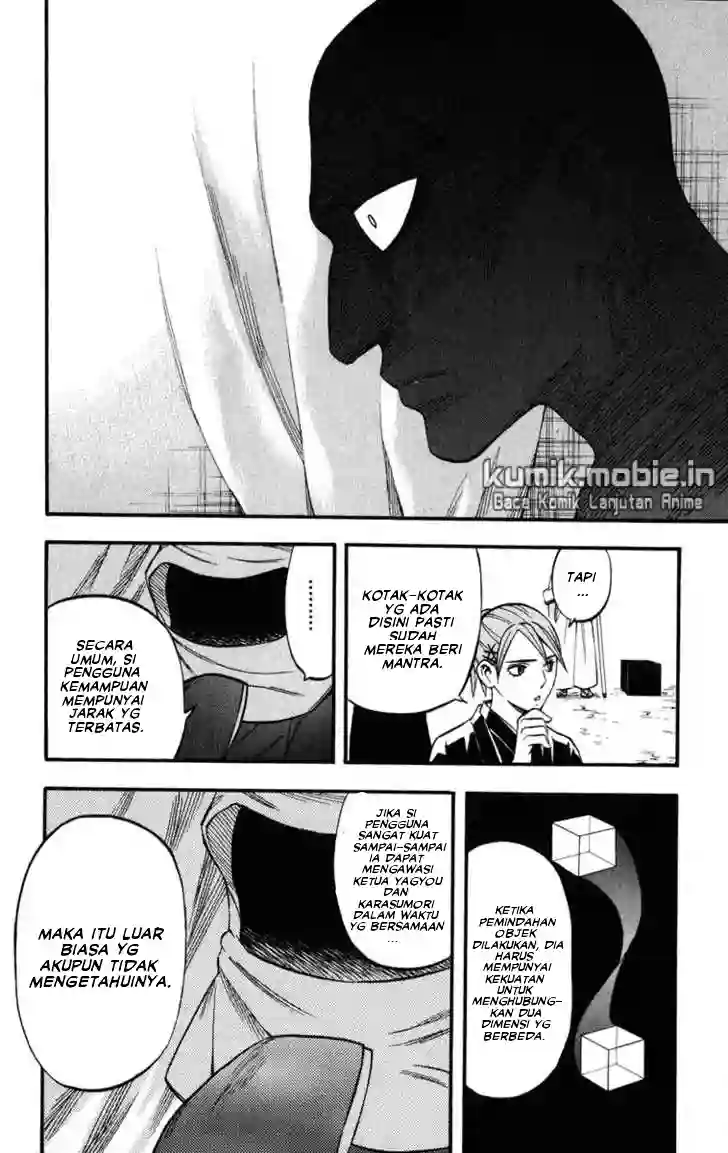 kumik.mobie.in
Baca Komik Lanjutan Anime
TAPI
...
KOTAK-KOTAK
YG ADA
DISINI PASTI
SUDAH
MEREKA BERI
MANTRA.
.........
SECARA
UMUM, SI
PENGGUNA
KEMAMPUAN
MEMPUNYAI
JARAK YG
TERBATAS.
KETIKA
PEMINDAHAN
OBJEK
DILAKUKAN, DIA
HARUS
MEMPUNYAI
KEKUATAN
UNTUK
MENGHUBUNG-
KAN DUA
DIMENSI YG
BERBEDA.
JIKA SI
PENGGUNA
SANGAT KUAT
SAMPAI-SAMPAI
IA DAPAT
MENGAWASI
KETUA YAGYOU
DAN
KARASUMORI
DALAM WAKTU
YG BERSAMAAN
...
MAKA ITU LUAR
BIASA YG
AKUPUN TIDAK
MENGETAHUINYA.